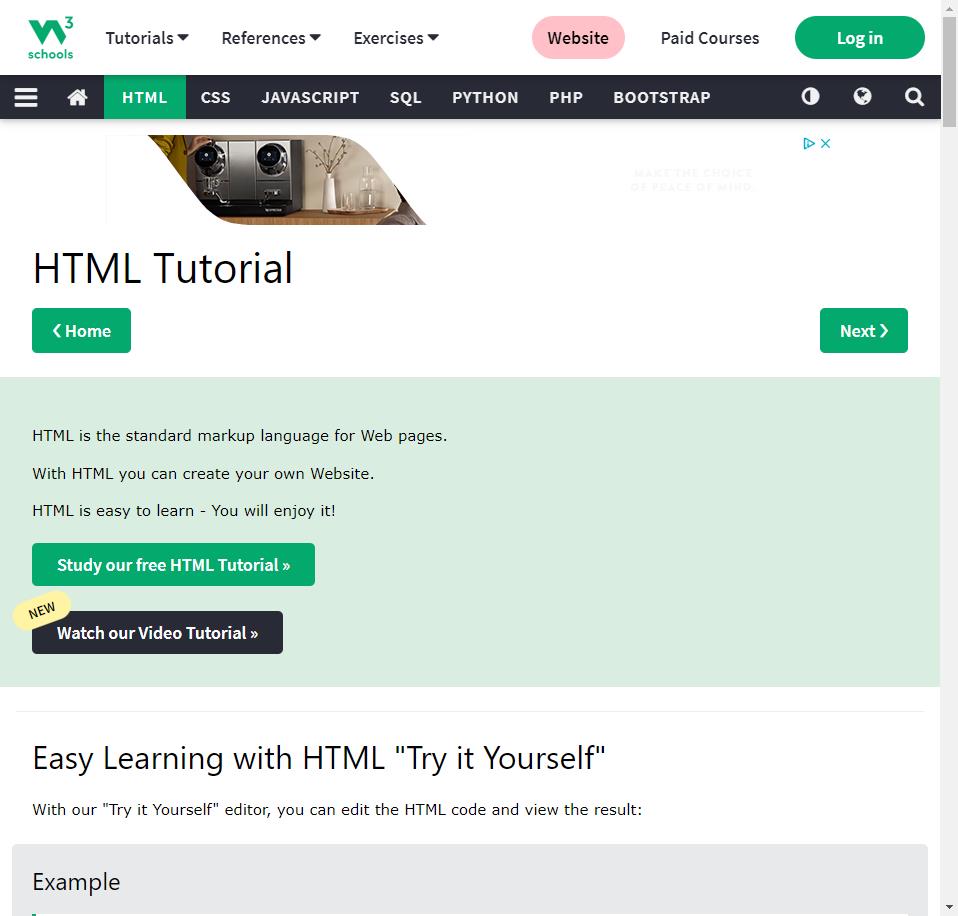 3
schools
Tutorials
References
Exercises
Website
Paid Courses
Log in
HTML
CSS
JAVASCRIPT
SQL
PYTHON
PHP
BOOTSTRAP
MAKE THE CHOICE
OF PEACE OF MIND.
HTML Tutorial
❮ Home
Next ❯
HTML is the standard markup language for Web pages.
With HTML you can create your own Website.
HTML is easy to learn - You will enjoy it!
Study our free HTML Tutorial »
NEW
Watch our Video Tutorial »
Easy Learning with HTML "Try it Yourself"
With our "Try it Yourself" editor, you can edit the HTML code and view the result:
Example